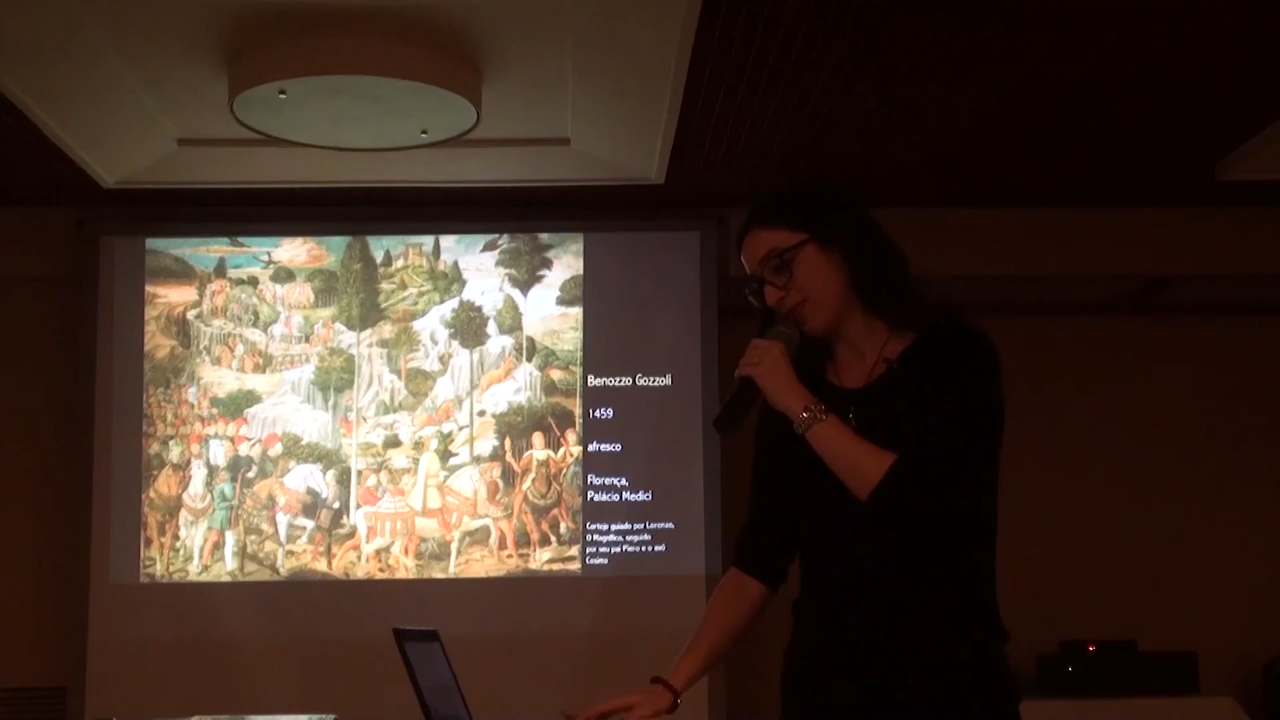 Benozzo Gozzoli
1459
afresco
Florença,
Palácio Medici
Cortejo guiado por Lorenzo,
O Magnífico, seguido
por seu pai Piero e o avô
Cosimo